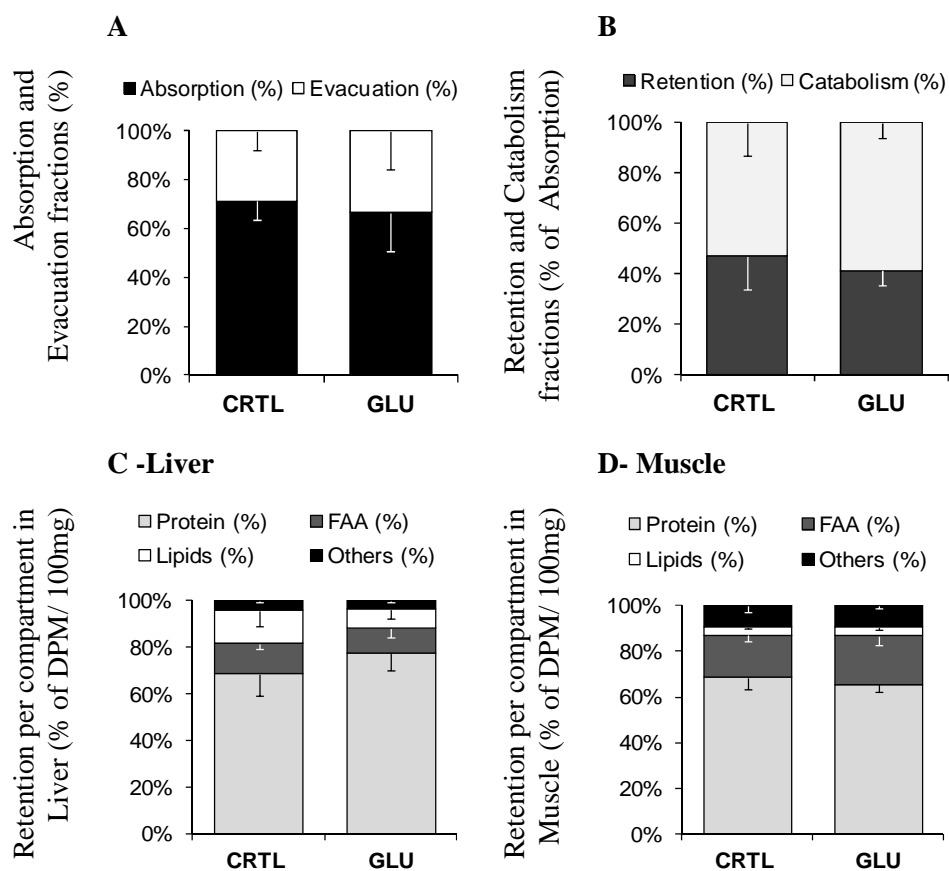 A
Absorption and
Evacuation fractions (%)
Absorption (%) Evacuation (%)
100%
80%
60%
40%
20%
0%
CRTL GLU
B
Retention and Catabolism
fractions (% of Absorption)
Retention (%) Catabolism (%)
100%
80%
60%
40%
20%
0%
CRTL GLU
C -Liver
Retention per compartment in
Liver (% of DPM/ 100mg)
Protein (%) FAA (%)
Lipids (%) Others (%)
100%
80%
60%
40%
20%
0%
CRTL GLU
D- Muscle
Retention per compartment in
Muscle (% of DPM/ 100mg)
Protein (%) FAA (%)
Lipids (%) Others (%)
100%
80%
60%
40%
20%
0%
CRTL GLU